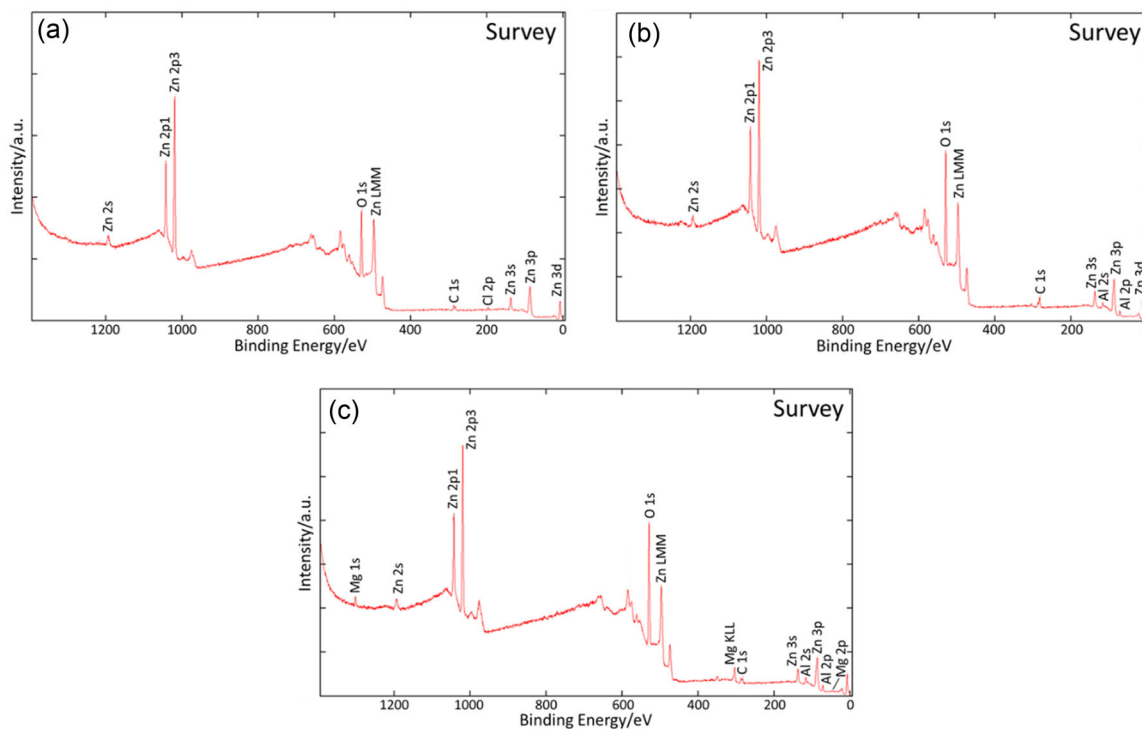 (a)
Survey
Intensity/a.u.
Zn 2s
Zn 2p1
Zn 2p3
O 1s
Zn LMM
C 1s
Cl 2p
Zn 3s
Zn 3p
Zn 3d
1200 1000 800 600 400 200 0
Binding Energy/eV
(b)
Survey
Intensity/a.u.
Zn 2s
Zn 2p1
Zn 2p3
O 1s
Zn LMM
C 1s
Zn 3s
Al 2s
Zn 3p
Al 2p
Zn 3d
1200 1000 800 600 400 200
Binding Energy/eV
(c)
Survey
Intensity/a.u.
Mg 1s
Zn 2s
Zn 2p1
Zn 2p3
O 1s
Zn LMM
Mg KLL
C 1s
Zn 3s
Al 2s
Zn 3p
Al 2p
Mg 2p
1200 1000 800 600 400 200 0
Binding Energy/eV